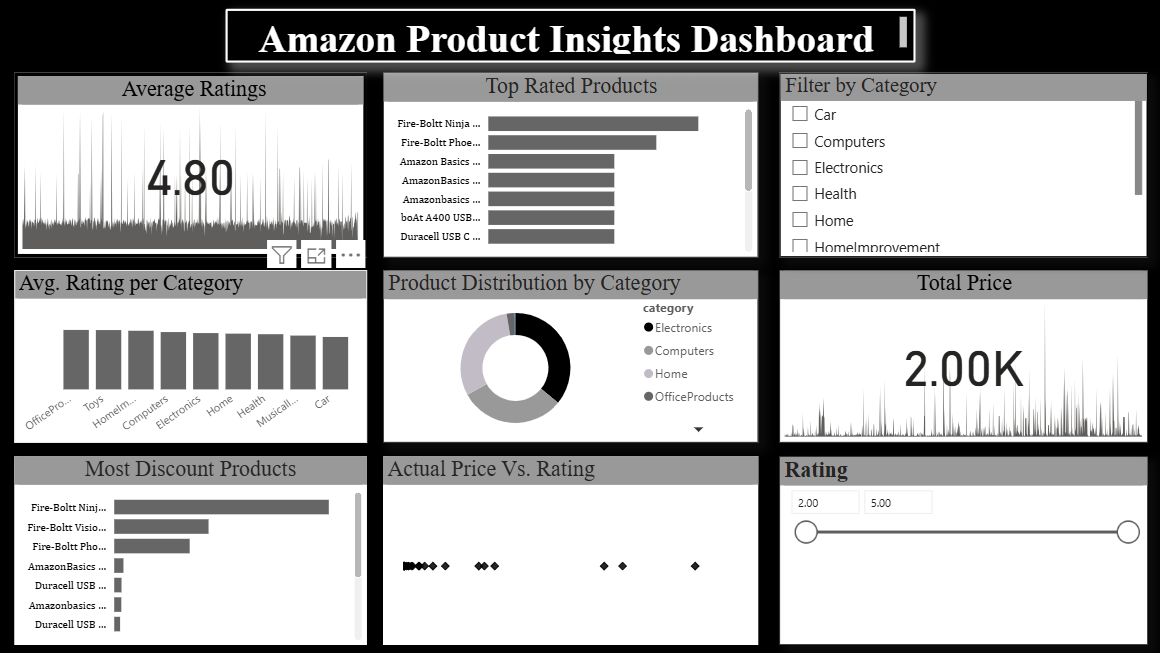 Amazon Product Insights Dashboard
Average Ratings
4.80
Top Rated Products
Fire-Boltt Ninja ...
Fire-Boltt Phoe...
Amazon Basics ...
AmazonBasics ...
Amazonbasics ...
boAt A400 USB...
Duracell USB C ...
Filter by Category
Car
Computers
Electronics
Health
Home
HomeImprovement
Avg. Rating per Category
OfficePro...
Toys
HomeIm...
Computers
Electronics
Home
Health
Musicall...
Car
Product Distribution by Category
category
Electronics
Computers
Home
OfficeProducts
Total Price
2.00K
Most Discount Products
Fire-Boltt Ninj...
Fire-Boltt Visio...
Fire-Boltt Pho...
AmazonBasics ...
Duracell USB ...
Amazonbasics ...
Duracell USB ...
Actual Price Vs. Rating
Rating
2.00 5.00